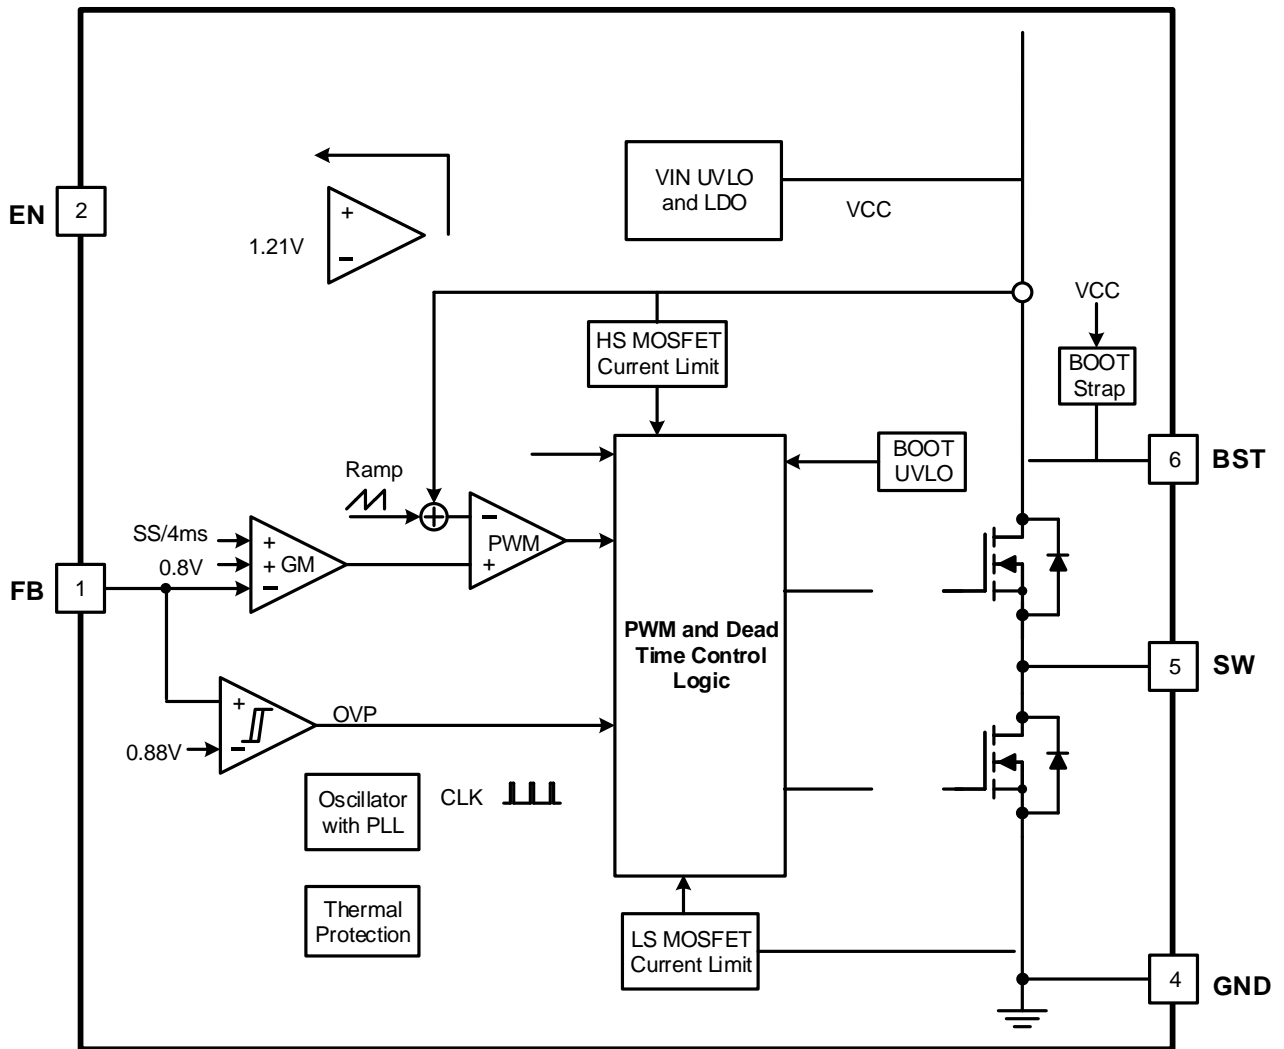 VIN UVLO
and LDO
VCC
EN
2
+
1.21V
−
VCC
HS MOSFET
Current Limit
BOOT
Strap
BOOT
UVLO
6
BST
Ramp
SS/4ms
+
0.8V
+
GM
−
−
PWM
+
FB
1
PWM and Dead
Time Control
Logic
5
SW
+
OVP
0.88V
−
Oscillator
with PLL
CLK
Thermal
Protection
LS MOSFET
Current Limit
4
GND